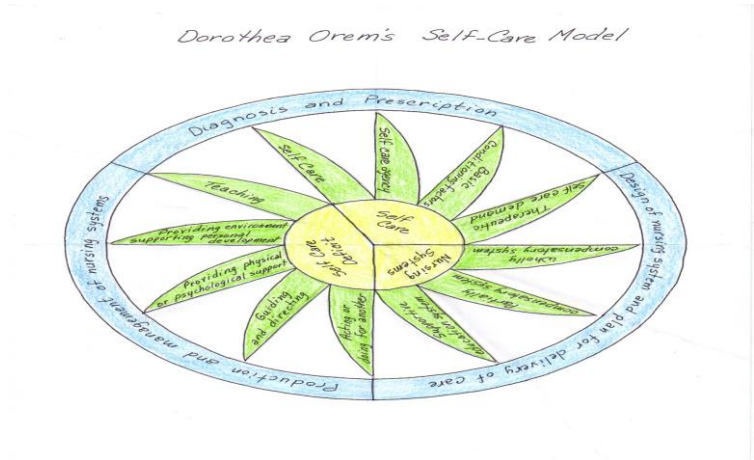 Dorothea Orem's Self-Care Model
Diagnosis and Prescription
Design of nursing system and plan for delivery of care
Production and management of nursing systems
Self Care
Self care agency
Basic
Conditioning factors
Therapeutic
Self care demand
Wholly
compensatory system
Partially
compensatory system
Supportive
education system
Acting or
doing for another
Guiding
and directing
Providing physical
or psychological support
Providing environment
supporting personal
development
Teaching
Self
Care
Nursing
Systems
Self Care
Deficit